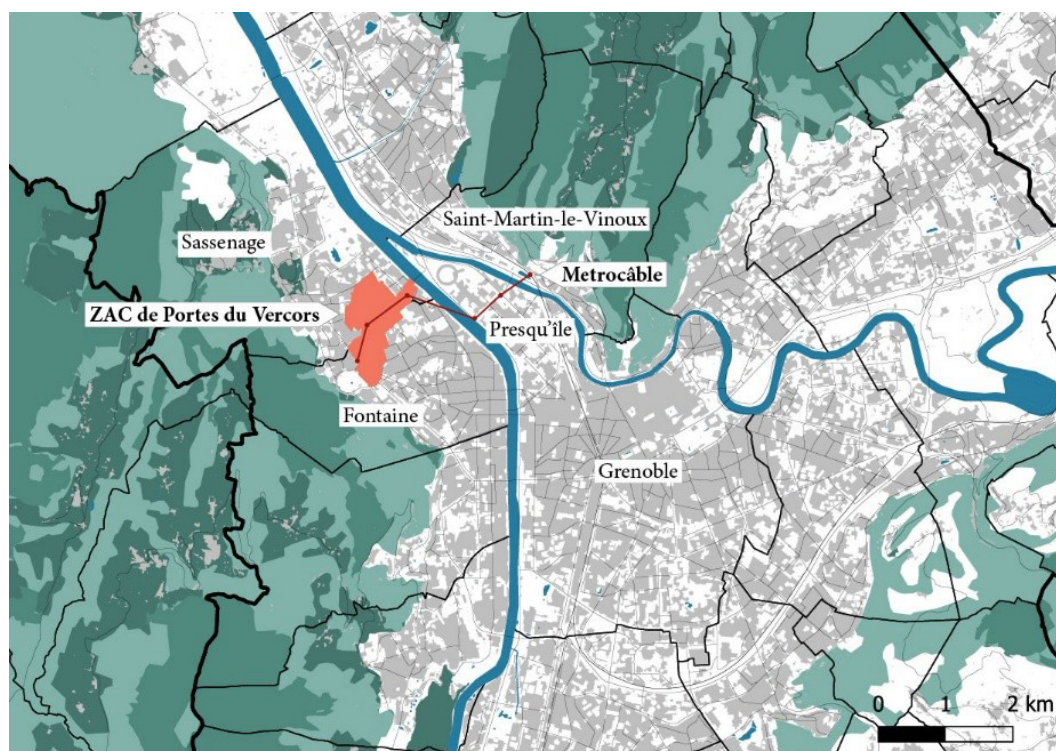 Saint-Martin-le-Vinoux
Sassenage
Metrocâble
ZAC de Portes du Vercors
Presqu’île
Fontaine
Grenoble
0 1 2 km